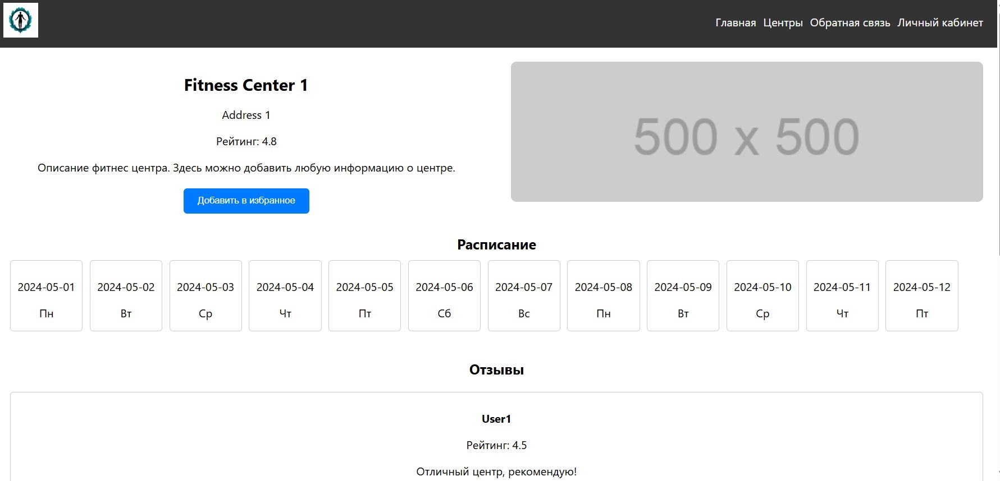 Главная Центры Обратная связь Личный кабинет
Fitness Center 1
Address 1
Рейтинг: 4.8
Описание фитнес центра. Здесь можно добавить любую информацию о центре.
Добавить в избранное
500 x 500
Расписание
2024-05-01 2024-05-02 2024-05-03 2024-05-04 2024-05-05 2024-05-06 2024-05-07 2024-05-08 2024-05-09 2024-05-10 2024-05-11 2024-05-12
Пн Вт Ср Чт Пт Сб Вс Пн Вт Ср Чт Пт
Отзывы
User1
Рейтинг: 4.5
Отличный центр, рекомендую!